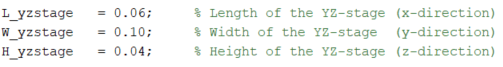 L_yzstage   = 0.06;     % Length of the YZ-stage (x-direction)
W_yzstage   = 0.10;     % Width of the YZ-stage  (y-direction)
H_yzstage   = 0.04;     % Height of the YZ-stage (z-direction)